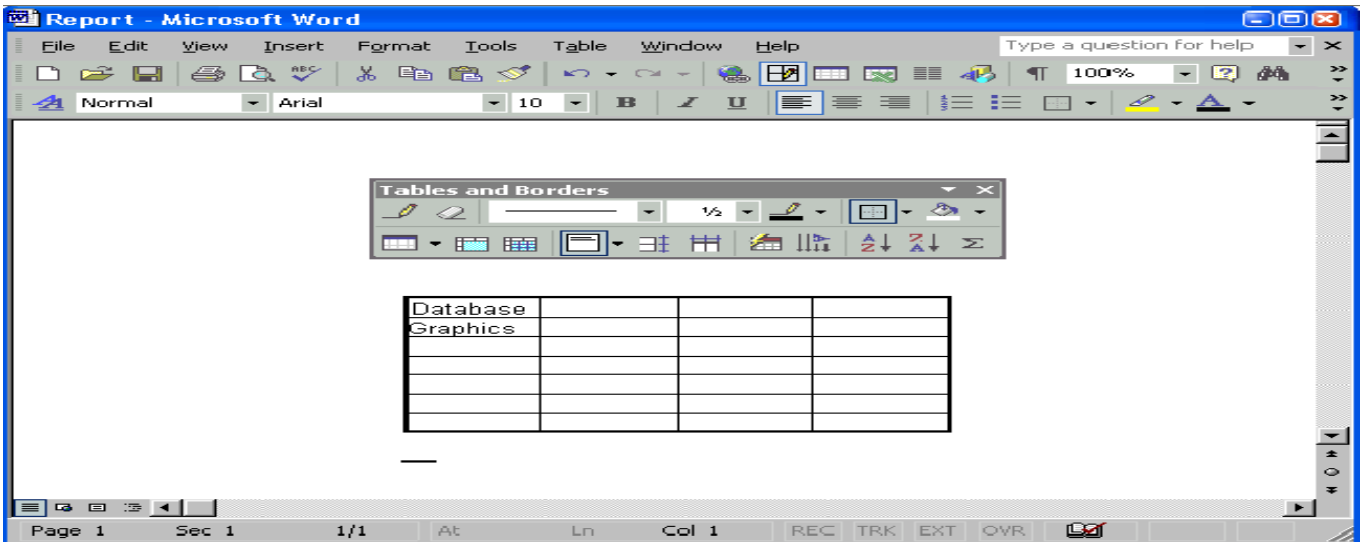 Report - Microsoft Word
File Edit View Insert Format Tools Table Window Help Type a question for help
100%
Normal Arial 10 B I U A
Tables and Borders
½
Database
Graphics
Page 1 Sec 1 1/1 At Ln Col 1 REC TRK EXT OVR